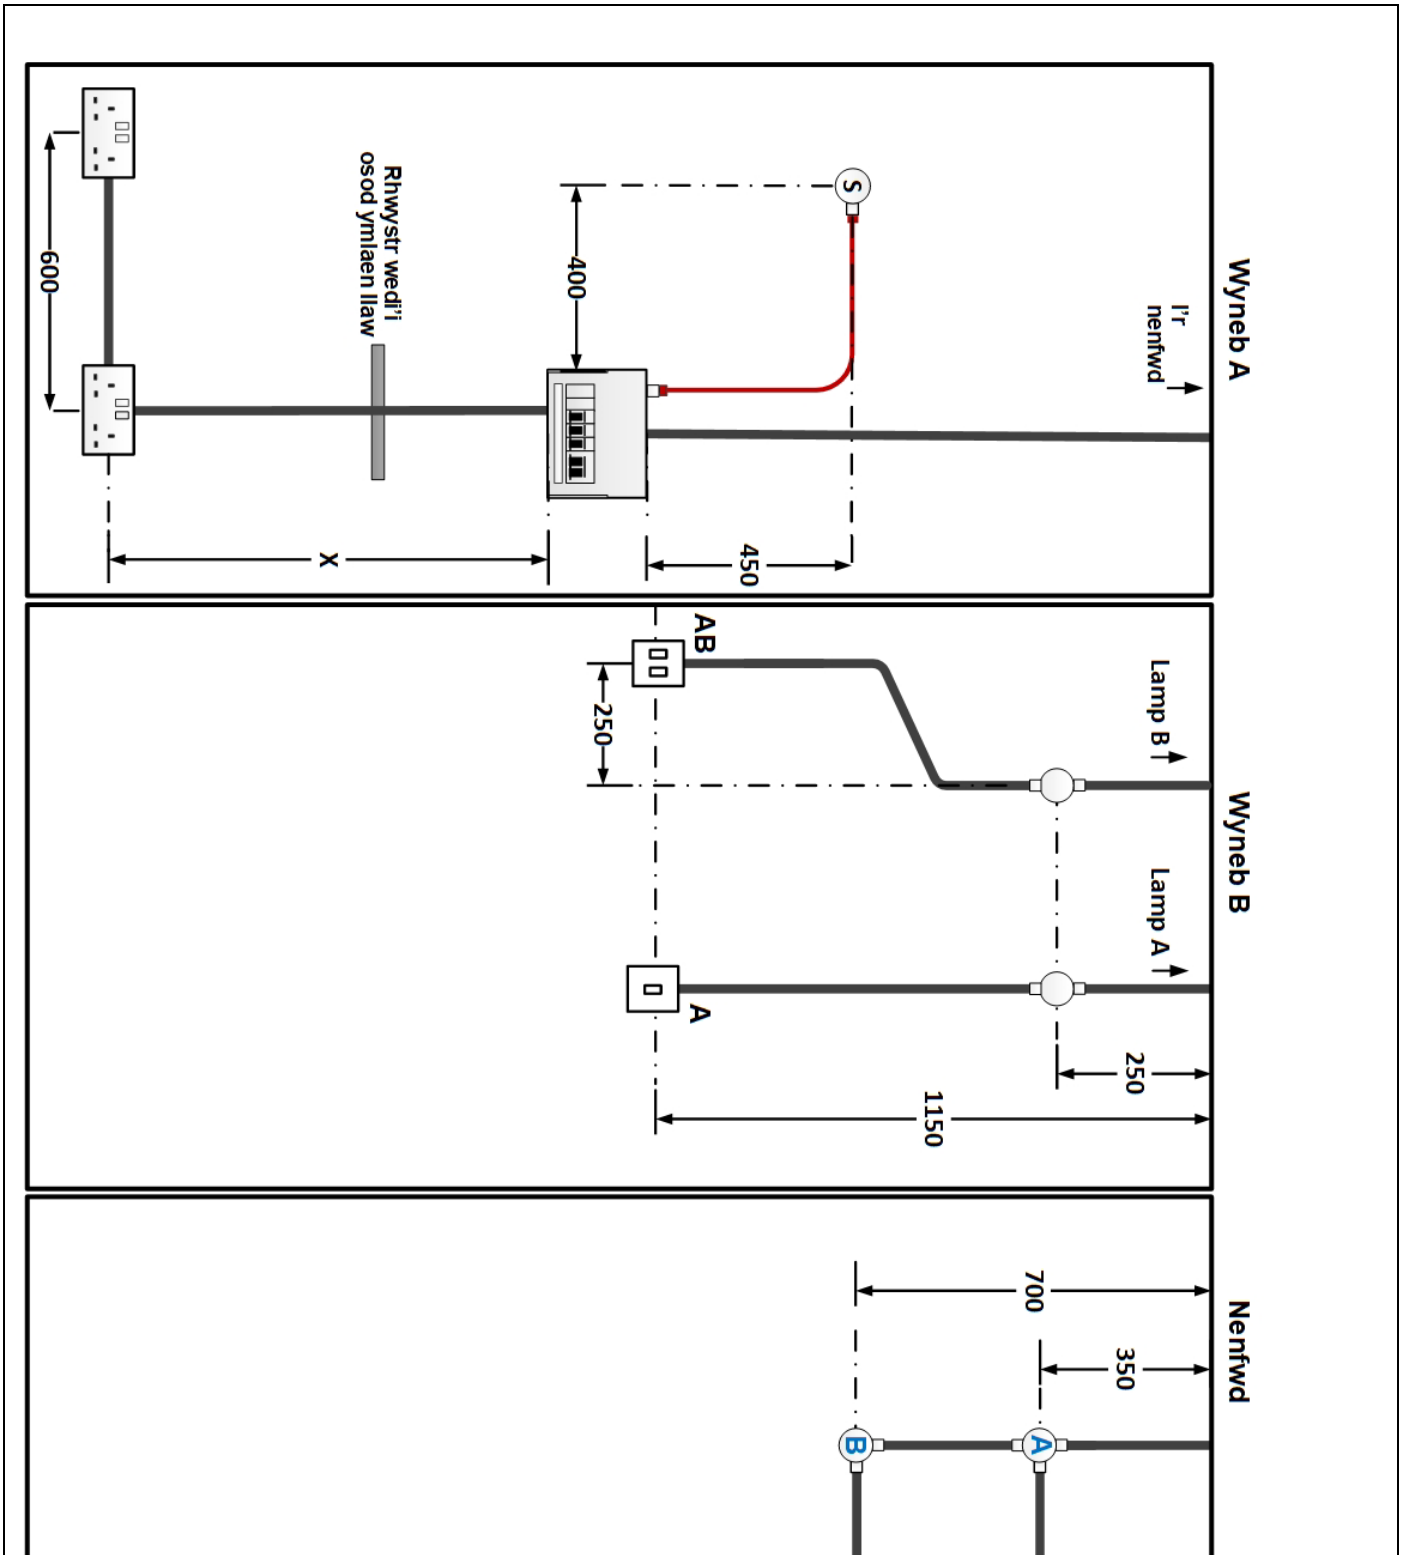 Wyneb A
I'r
nenfwd
S
400
450
Rhwystr wedi'i
osod ymlaen llaw
X
600
Wyneb B
Lamp B
Lamp A
AB
A
250
250
1150
Nenfwd
700
350
A
B